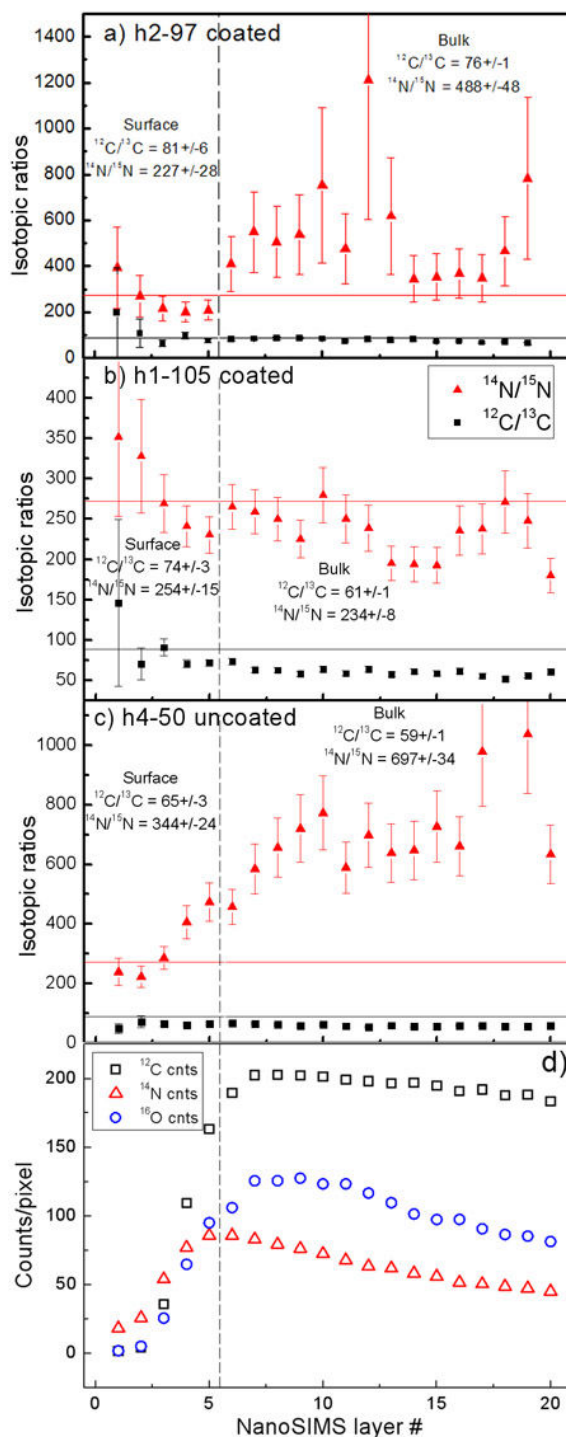 a) h2-97 coated
Bulk
¹²C/¹³C = 76+/-1
¹⁴N/¹⁵N = 488+/-48
Surface
¹²C/¹³C = 81+/-6
¹⁴N/¹⁵N = 227+/-28
Isotopic ratios
1400
1200
1000
800
600
400
200
0
b) h1-105 coated
¹⁴N/¹⁵N
¹²C/¹³C
Surface
¹²C/¹³C = 74+/-3
¹⁴N/¹⁵N = 254+/-15
Bulk
¹²C/¹³C = 61+/-1
¹⁴N/¹⁵N = 234+/-8
Isotopic ratios
350
300
250
200
150
100
50
c) h4-50 uncoated
Bulk
¹²C/¹³C = 59+/-1
¹⁴N/¹⁵N = 697+/-34
Surface
¹²C/¹³C = 65+/-3
¹⁴N/¹⁵N = 344+/-24
Isotopic ratios
1000
800
600
400
200
0
d)
¹²C cnts
¹⁴N cnts
¹⁶O cnts
Counts/pixel
200
150
100
50
0
0 5 10 15 20
NanoSIMS layer #